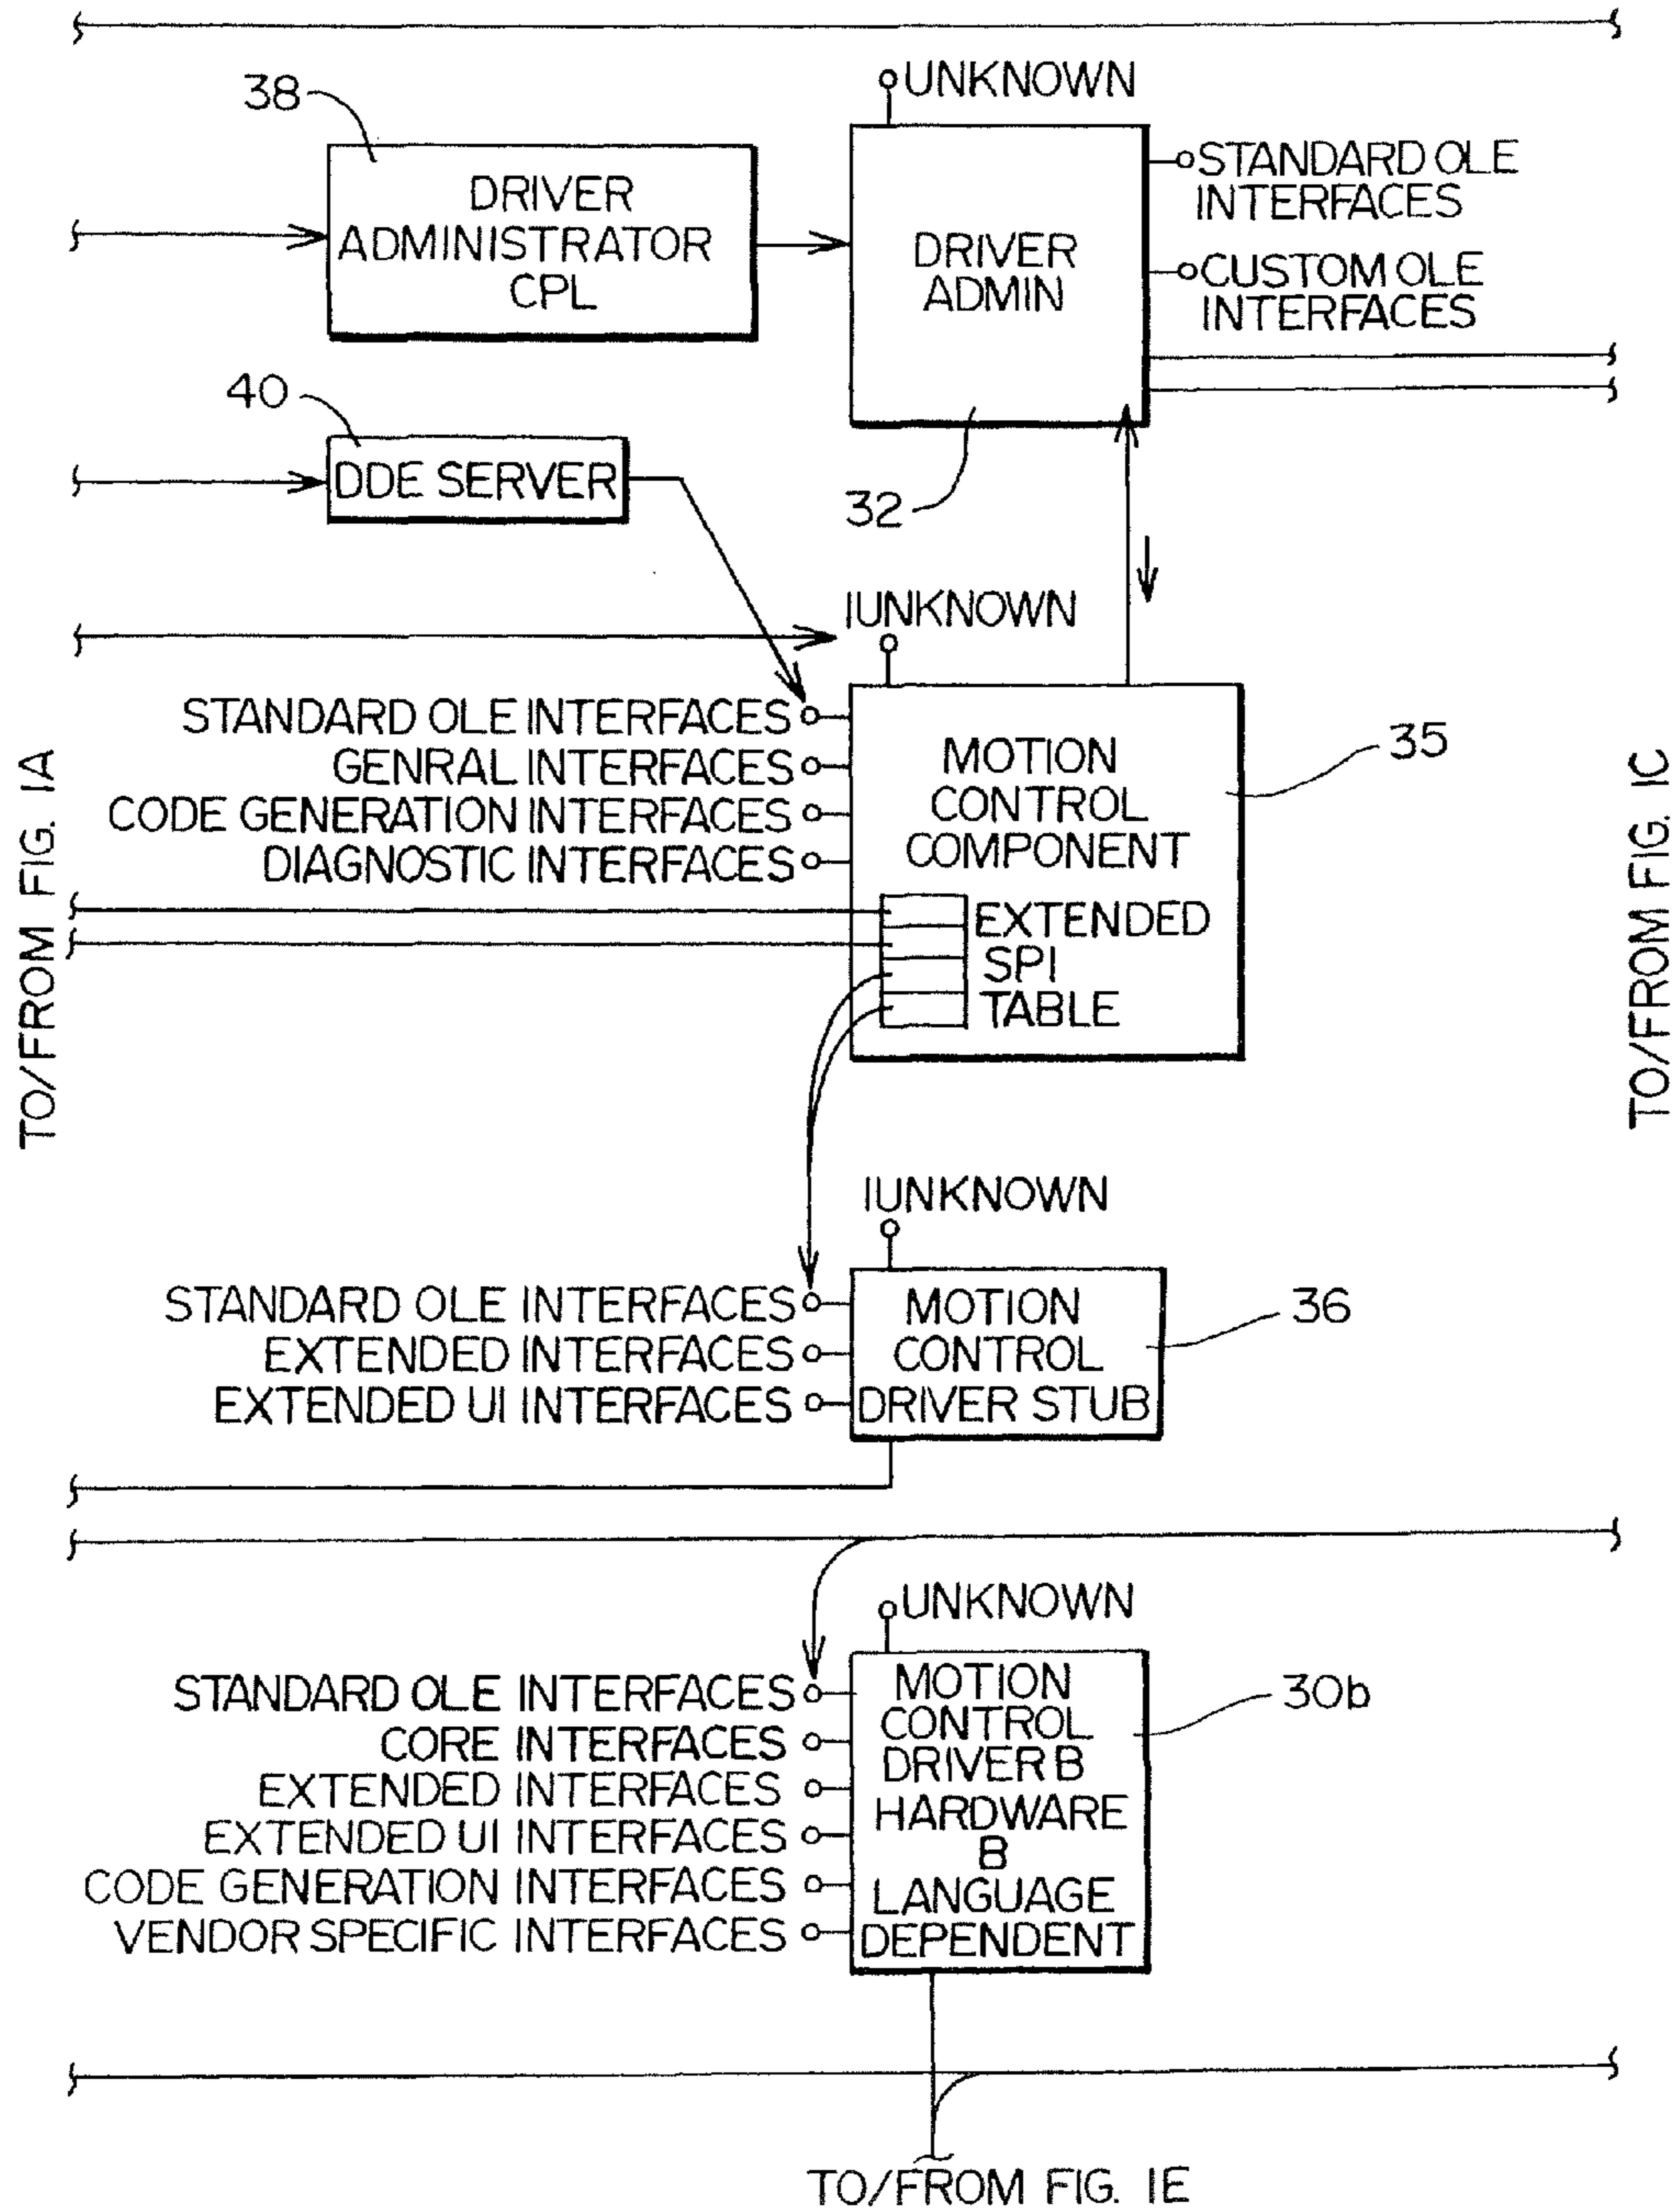 UNKNOWN
38
DRIVER
ADMINISTRATOR
CPL
DRIVER
ADMIN
STANDARD OLE
INTERFACES
CUSTOM OLE
INTERFACES
40
DDE SERVER
32
IUNKNOWN
STANDARD OLE INTERFACES
GENRAL INTERFACES
CODE GENERATION INTERFACES
DIAGNOSTIC INTERFACES
MOTION
CONTROL
COMPONENT
35
EXTENDED
SPI
TABLE
TO/FROM FIG. 1A
TO/FROM FIG. 1C
IUNKNOWN
STANDARD OLE INTERFACES
EXTENDED INTERFACES
EXTENDED UI INTERFACES
MOTION
CONTROL
DRIVER STUB
36
UNKNOWN
STANDARD OLE INTERFACES
CORE INTERFACES
EXTENDED INTERFACES
EXTENDED UI INTERFACES
CODE GENERATION INTERFACES
VENDOR SPECIFIC INTERFACES
MOTION
CONTROL
DRIVER B
HARDWARE
B
LANGUAGE
DEPENDENT
30b
TO/FROM FIG. 1E